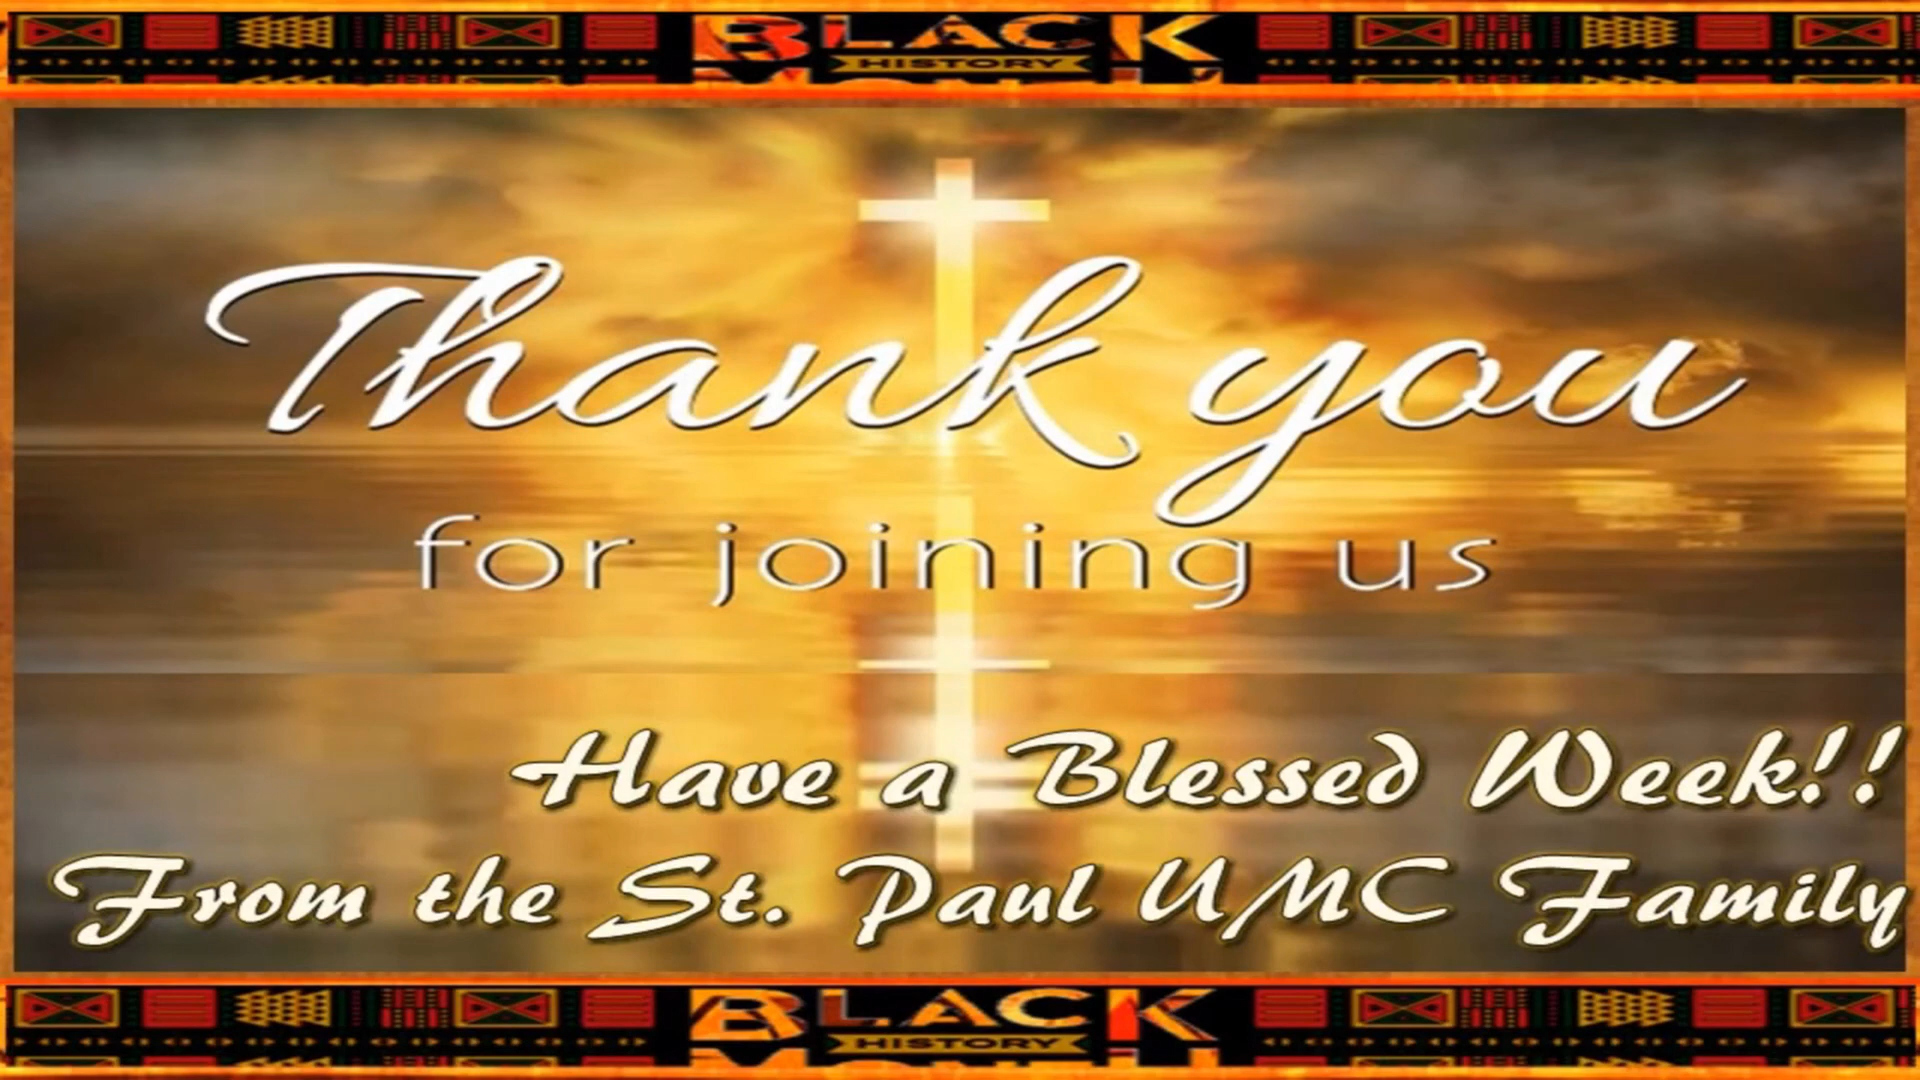 BLACK
HISTORY
Thank you
for joining us
Have a Blessed Week!!
From the St. Paul UMC Family
BLACK
HISTORY